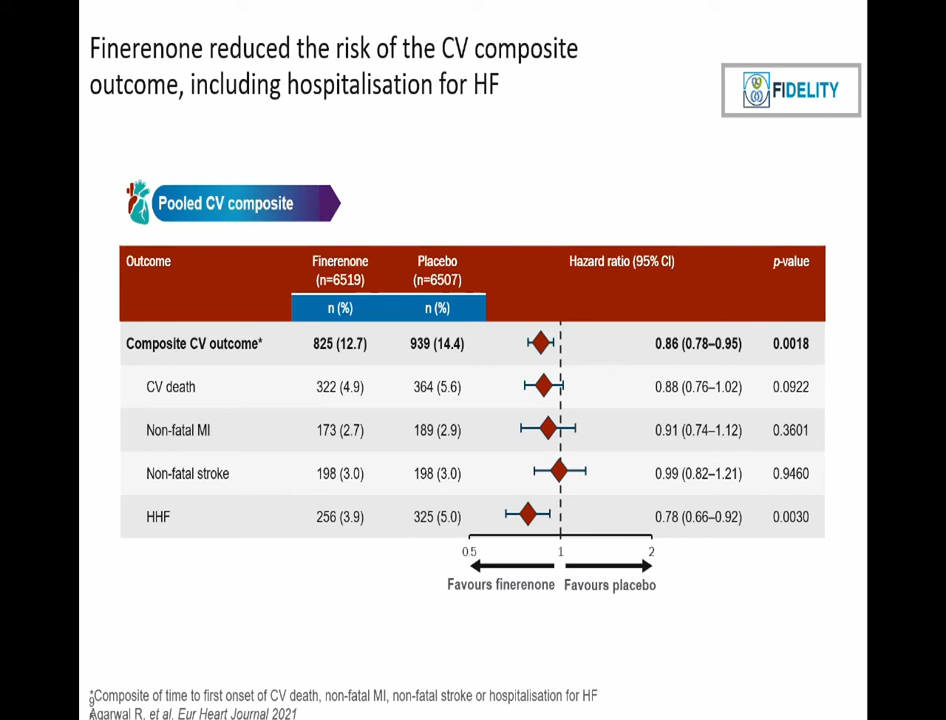 Finerenone reduced the risk of the CV composite
outcome, including hospitalisation for HF
FIDELITY
Pooled CV composite
Outcome Finerenone (n=6519) Placebo (n=6507) Hazard ratio (95% CI) p-value
n (%) n (%)
Composite CV outcome* 825 (12.7) 939 (14.4) 0.86 (0.78–0.95) 0.0018
CV death 322 (4.9) 364 (5.6) 0.88 (0.76–1.02) 0.0922
Non-fatal MI 173 (2.7) 189 (2.9) 0.91 (0.74–1.12) 0.3601
Non-fatal stroke 198 (3.0) 198 (3.0) 0.99 (0.82–1.21) 0.9460
HHF 256 (3.9) 325 (5.0) 0.78 (0.66–0.92) 0.0030
0.5 1 2
Favours finerenone Favours placebo
*Composite of time to first onset of CV death, non-fatal MI, non-fatal stroke or hospitalisation for HF
Agarwal R, et al. Eur Heart Journal 2021